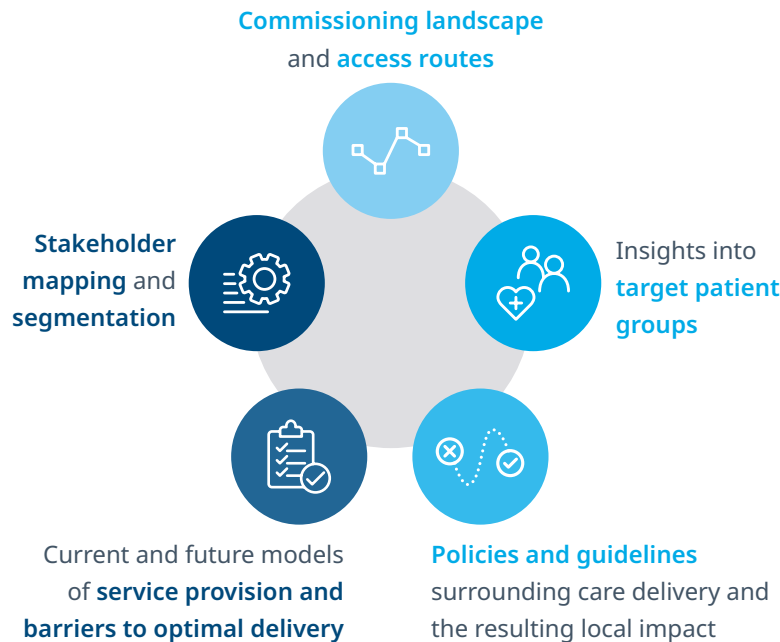 Commissioning landscape
and access routes
Stakeholder
mapping and
segmentation
Insights into
target patient
groups
Current and future models
of service provision and
barriers to optimal delivery
Policies and guidelines
surrounding care delivery and
the resulting local impact